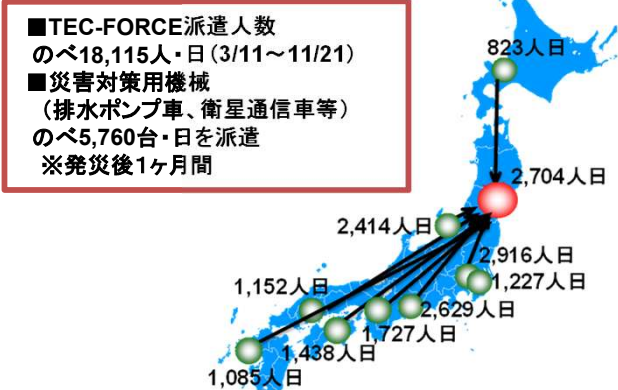 ■TEC-FORCE派遣人数
のべ18,115人・日(3/11～11/21)
■災害対策用機械
（排水ポンプ車、衛星通信車等）
のべ5,760台・日を派遣
※発災後1ヶ月間
823人日
2,704人日
2,414人日
2,916人日
1,227人日
1,152人日
2,629人日
1,727人日
1,438人日
1,085人日